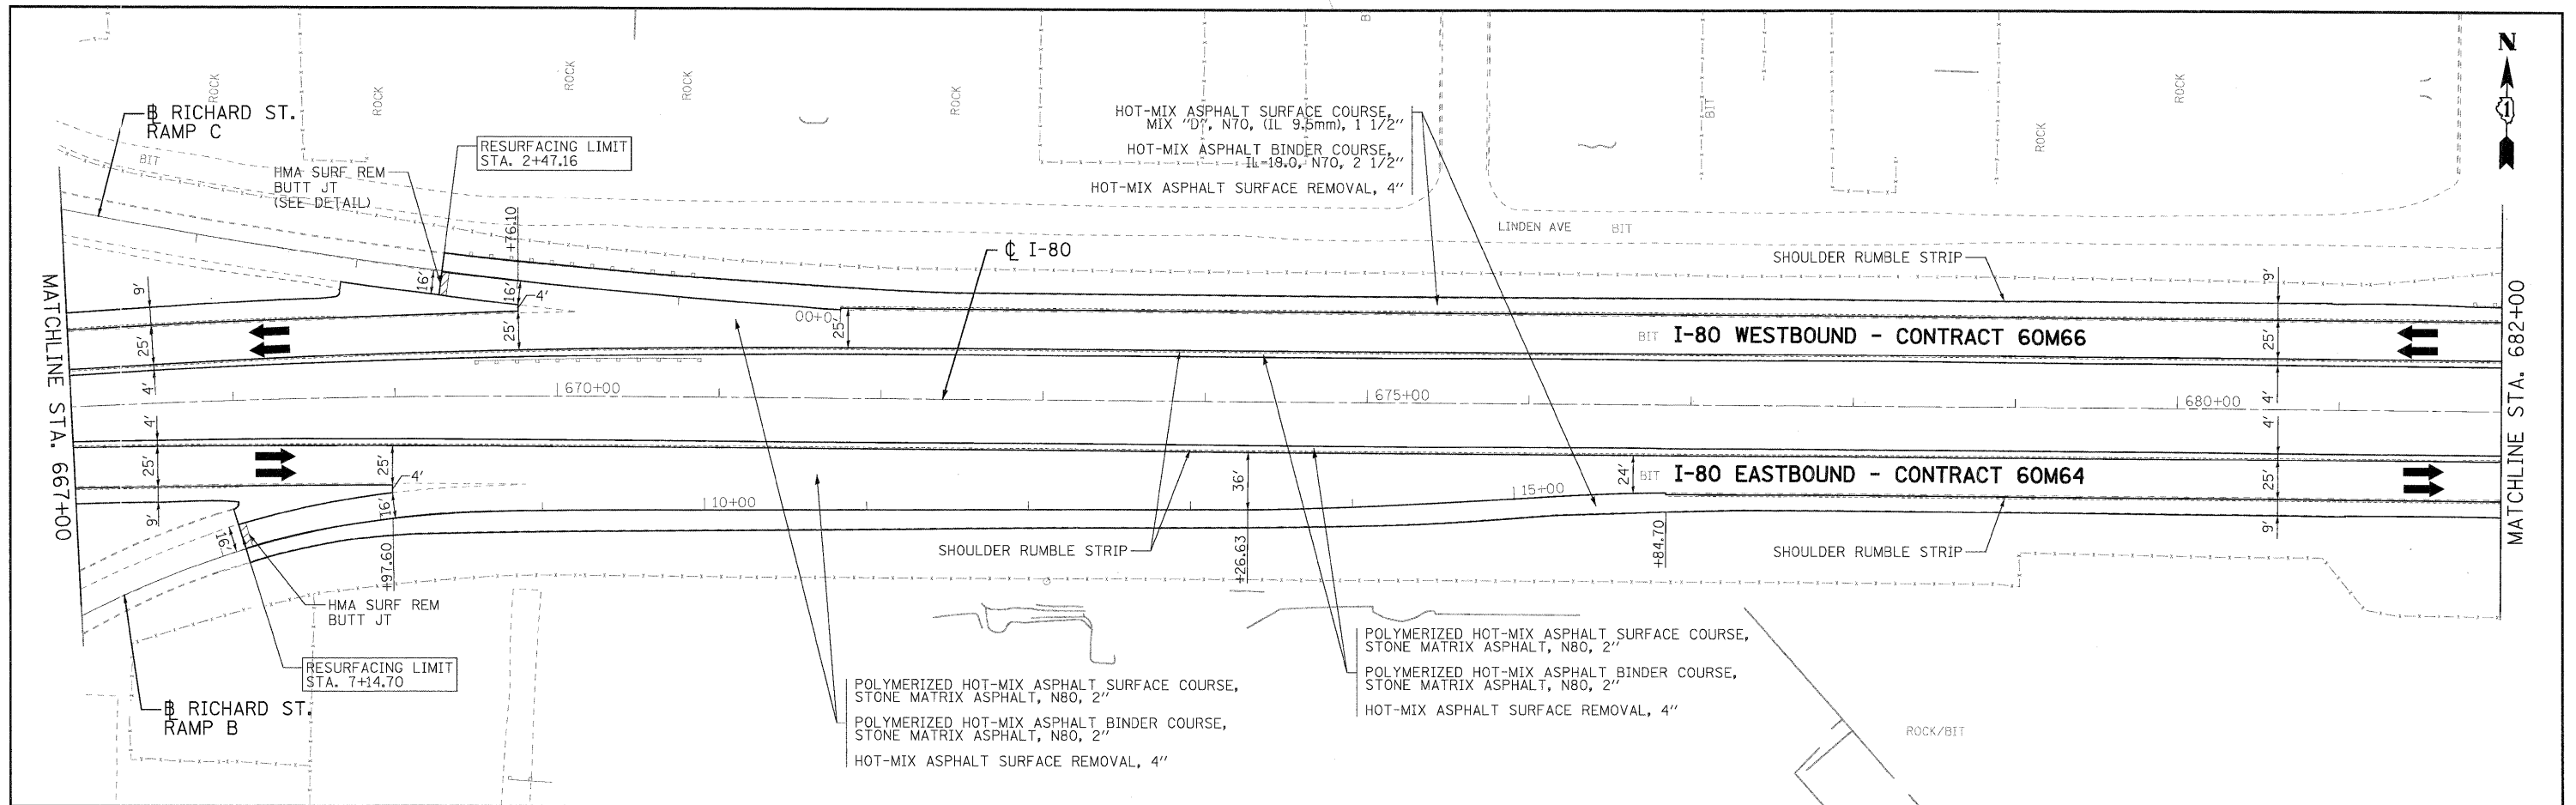 BIT
BIT
ROCK
ROCK
ROCK
ROCK
ROCK
BIT
ROCK
ROCK
N
1
BL RICHARD ST.
RAMP C
BIT
RESURFACING LIMIT
STA. 2+47.16
HMA SURF REM
BUTT JT
(SEE DETAIL)
HOT-MIX ASPHALT SURFACE COURSE,
MIX "D", N70, (IL 9.5mm), 1 1/2"
HOT-MIX ASPHALT BINDER COURSE,
IL-19.0, N70, 2 1/2"
HOT-MIX ASPHALT SURFACE REMOVAL, 4"
LINDEN AVE
BIT
+76.10
℄ I-80
SHOULDER RUMBLE STRIP
16'
16'
4'
25'
00+0
25'
9'
25'
4'
4'
25'
9'
MATCHLINE STA. 667+00
BIT
I-80 WESTBOUND - CONTRACT 60M66
9'
25'
4'
4'
25'
9'
MATCHLINE STA. 682+00
670+00
675+00
680+00
25'
4'
16'
16'
+97.60
10+00
36'
+26.63
15+00
24'
BIT
I-80 EASTBOUND - CONTRACT 60M64
+84.70
SHOULDER RUMBLE STRIP
SHOULDER RUMBLE STRIP
HMA SURF REM
BUTT JT
RESURFACING LIMIT
STA. 7+14.70
BL RICHARD ST.
RAMP B
POLYMERIZED HOT-MIX ASPHALT SURFACE COURSE,
STONE MATRIX ASPHALT, N80, 2"
POLYMERIZED HOT-MIX ASPHALT BINDER COURSE,
STONE MATRIX ASPHALT, N80, 2"
HOT-MIX ASPHALT SURFACE REMOVAL, 4"
POLYMERIZED HOT-MIX ASPHALT SURFACE COURSE,
STONE MATRIX ASPHALT, N80, 2"
POLYMERIZED HOT-MIX ASPHALT BINDER COURSE,
STONE MATRIX ASPHALT, N80, 2"
HOT-MIX ASPHALT SURFACE REMOVAL, 4"
ROCK/BIT